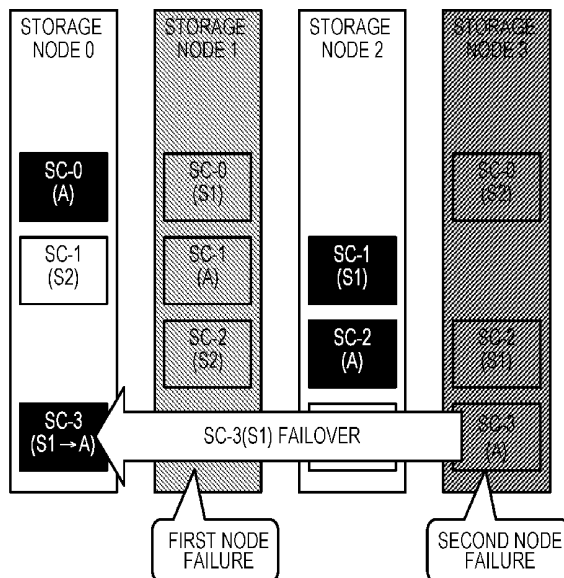 STORAGE
NODE 0
STORAGE
NODE 1
STORAGE
NODE 2
STORAGE
NODE 3
SC-0
(A)
SC-0
(S1)
SC-0
(S2)
SC-1
(S2)
SC-1
(A)
SC-1
(S1)
SC-2
(S2)
SC-2
(A)
SC-2
(S1)
SC-3
(S1→A)
SC-3(S1) FAILOVER
SC-3
(A)
FIRST NODE
FAILURE
SECOND NODE
FAILURE